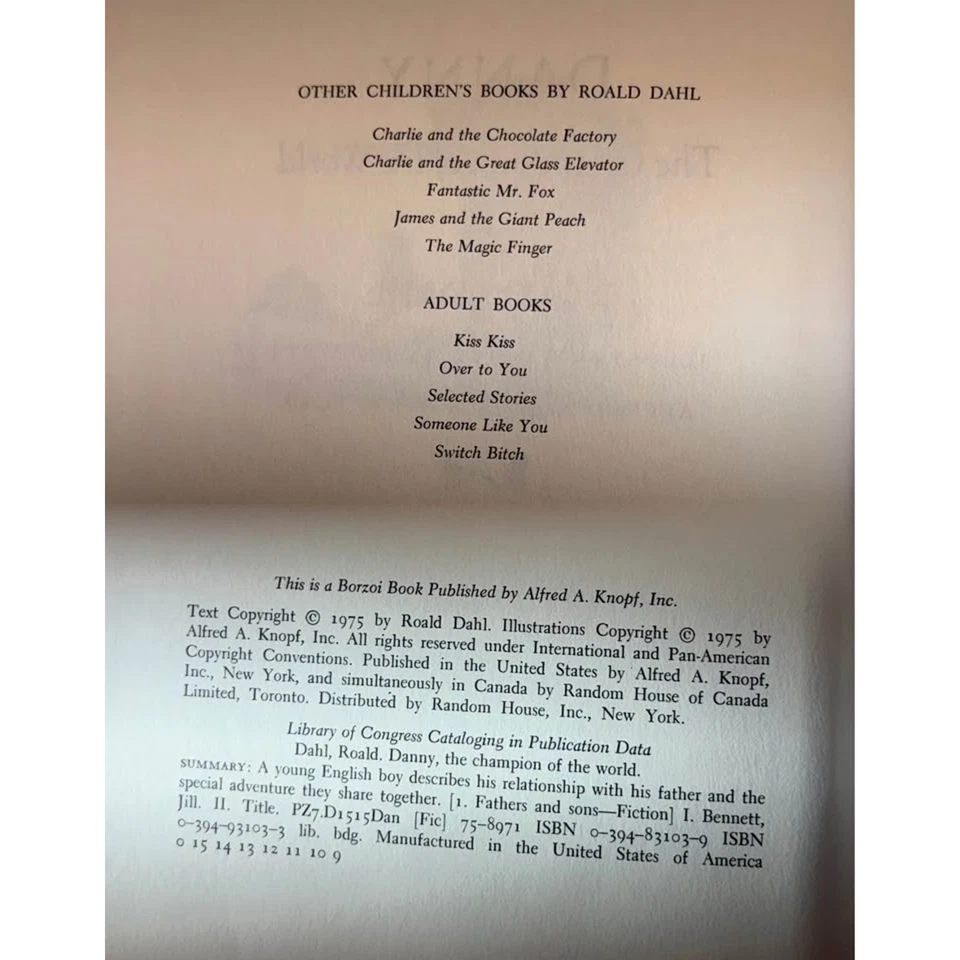 OTHER CHILDREN'S BOOKS BY ROALD DAHL
Charlie and the Chocolate Factory
Charlie and the Great Glass Elevator
Fantastic Mr. Fox
James and the Giant Peach
The Magic Finger
ADULT BOOKS
Kiss Kiss
Over to You
Selected Stories
Someone Like You
Switch Bitch
This is a Borzoi Book Published by Alfred A. Knopf, Inc.
Text Copyright © 1975 by Roald Dahl. Illustrations Copyright © 1975 by
Alfred A. Knopf, Inc. All rights reserved under International and Pan-American
Copyright Conventions. Published in the United States by Alfred A. Knopf,
Inc., New York, and simultaneously in Canada by Random House of Canada
Limited, Toronto. Distributed by Random House, Inc., New York.
Library of Congress Cataloging in Publication Data
Dahl, Roald. Danny, the champion of the world.
SUMMARY: A young English boy describes his relationship with his father and the
special adventure they share together. [1. Fathers and sons—Fiction] I. Bennett,
Jill. II. Title. PZ7.D1515Dan [Fic] 75-8971 ISBN 0-394-83103-9 ISBN
0-394-93103-3 lib. bdg. Manufactured in the United States of America
0 15 14 13 12 11 10 9